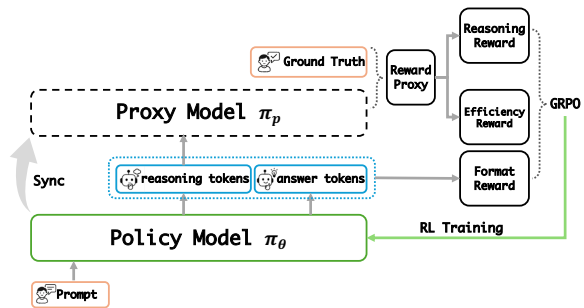 Reasoning
Reward
Ground Truth
Reward
Proxy
GRPO
Proxy Model πp
Efficiency
Reward
reasoning tokens
answer tokens
Format
Reward
Sync
RL Training
Policy Model πθ
Prompt